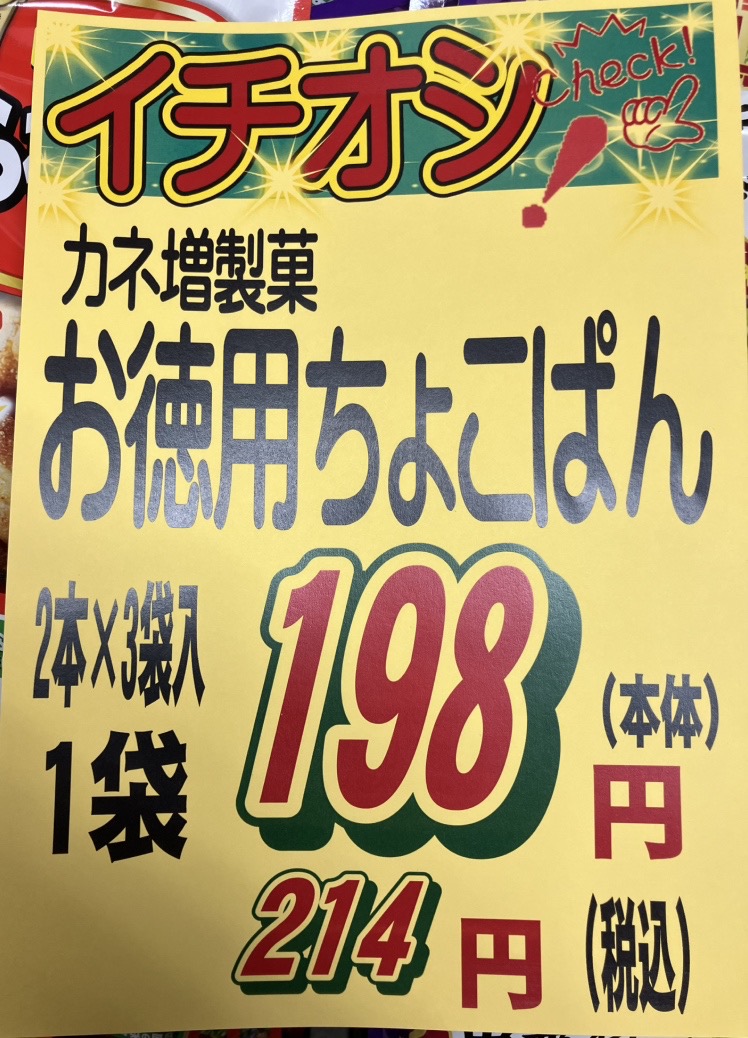 イチオシ
Check!
!
カネ増製菓
お徳用ちょこぱん
2本×3袋入
1袋
198
円
(本体)
214
円
(税込)